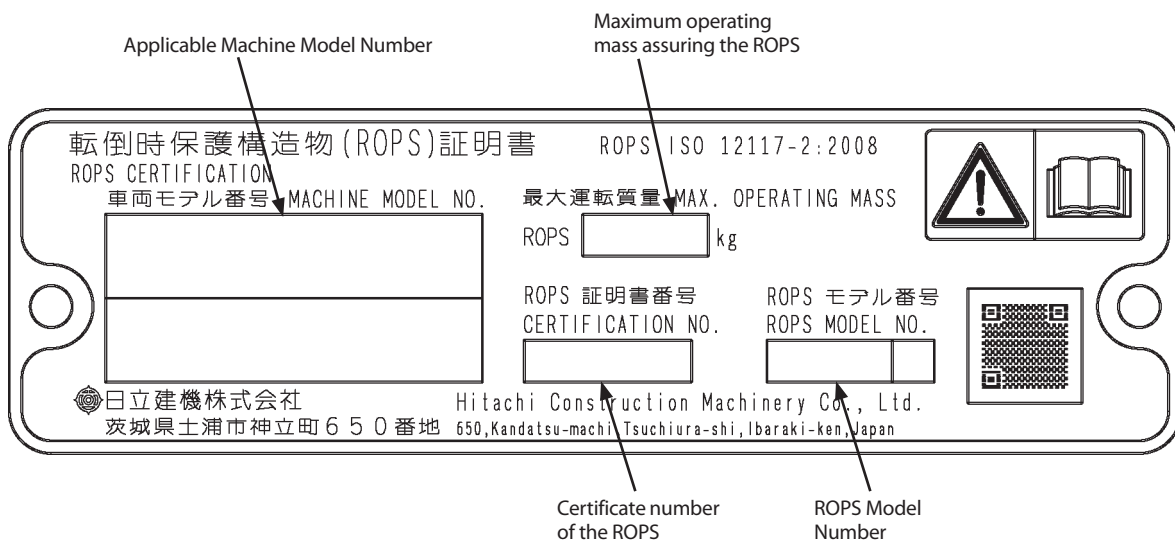 Applicable Machine Model Number
Maximum operating
mass assuring the ROPS
転倒時保護構造物(ROPS)証明書
ROPS ISO 12117-2:2008
ROPS CERTIFICATION
車両モデル番号 MACHINE MODEL NO.
最大運転質量 MAX. OPERATING MASS
ROPS kg
ROPS 証明書番号
CERTIFICATION NO.
ROPS モデル番号
ROPS MODEL NO.
日立建機株式会社
Hitachi Construction Machinery Co., Ltd.
茨城県土浦市神立町650番地
650,Kandatsu-machi Tsuchiura-shi,Ibaraki-ken,Japan
Certificate number
of the ROPS
ROPS Model
Number